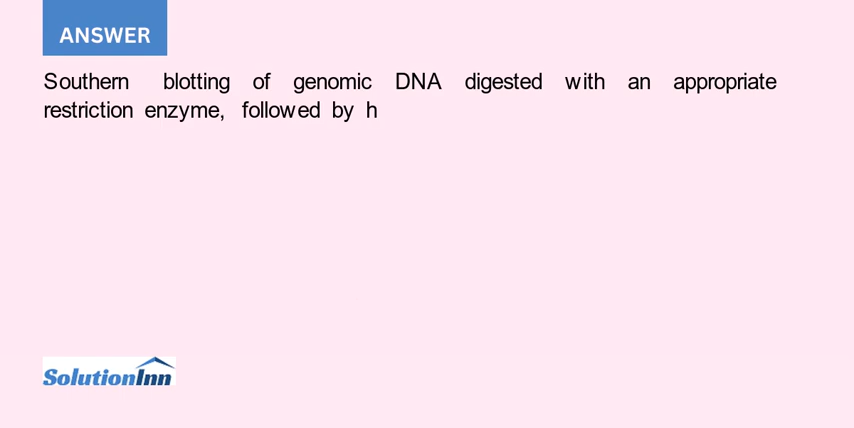 ANSWER
Southern blotting of genomic DNA digested with an appropriate
restriction enzyme, followed by h
SolutionInn